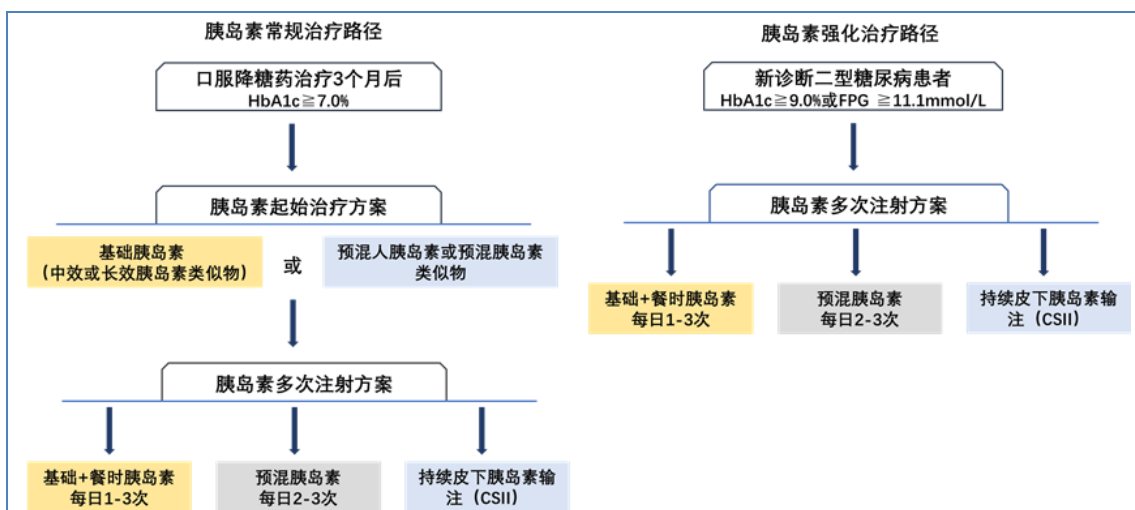 胰岛素常规治疗路径
口服降糖药治疗3个月后
HbA1c≧7.0%
胰岛素起始治疗方案
基础胰岛素
(中效或长效胰岛素类似物)
或
预混人胰岛素或预混胰岛素
类似物
胰岛素多次注射方案
基础+餐时胰岛素
每日1-3次
预混胰岛素
每日2-3次
持续皮下胰岛素输
注（CSII）
胰岛素强化治疗路径
新诊断二型糖尿病患者
HbA1c≧9.0%或FPG ≧11.1mmol/L
胰岛素多次注射方案
基础+餐时胰岛素
每日1-3次
预混胰岛素
每日2-3次
持续皮下胰岛素输
注（CSII）